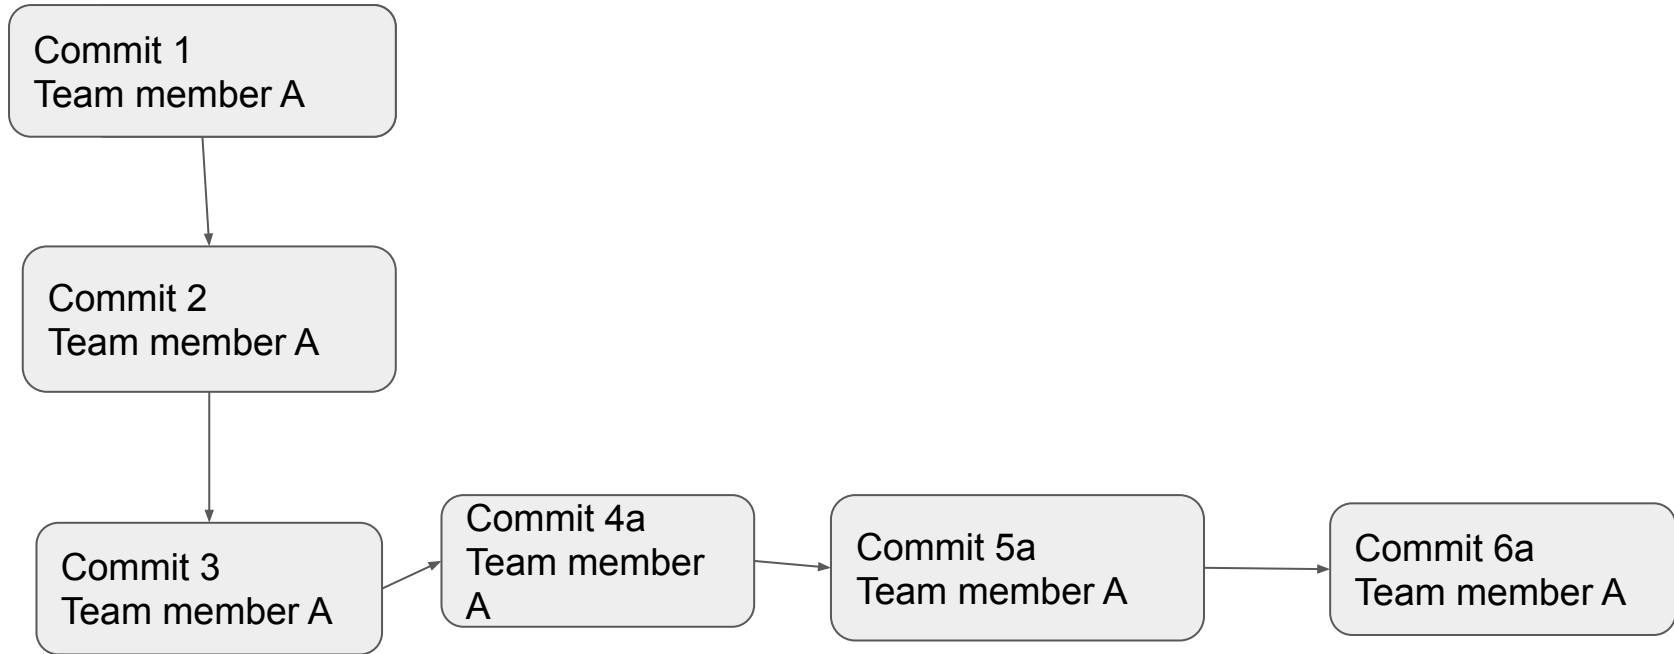 Commit 1
Team member A
Commit 2
Team member A
Commit 3
Team member A
Commit 4a
Team member
A
Commit 5a
Team member A
Commit 6a
Team member A